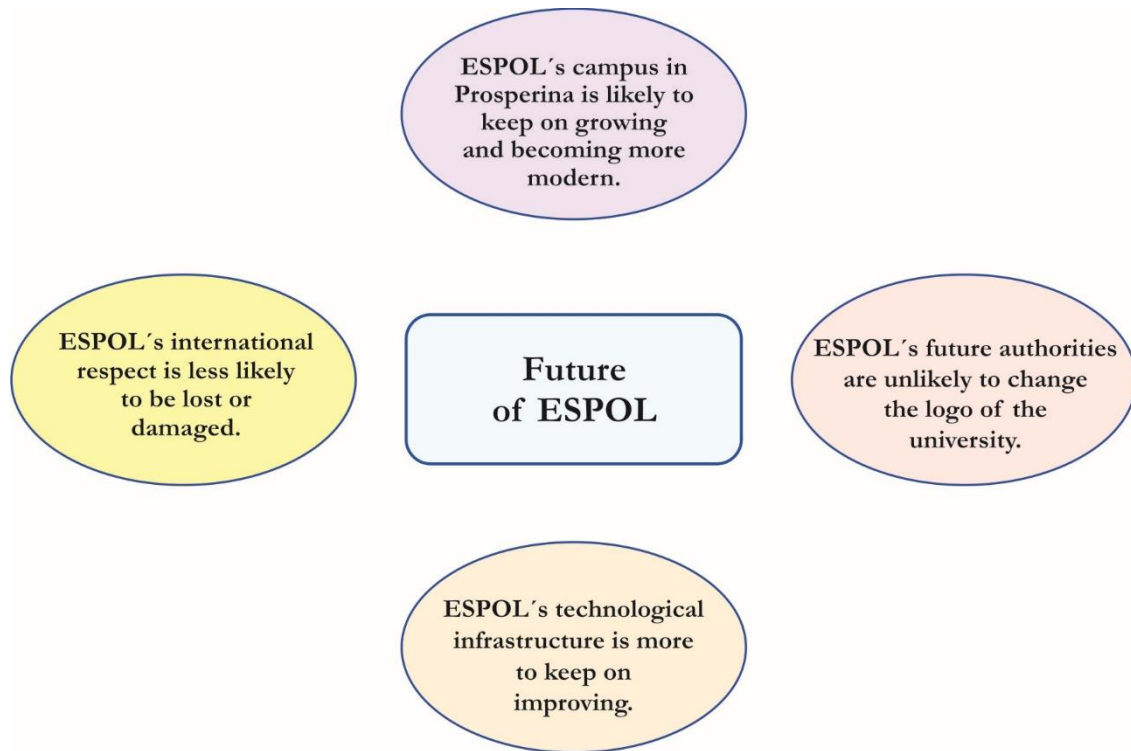 ESPOL´s campus in
Prosperina is likely to
keep on growing
and becoming more
modern.
ESPOL´s international
respect is less likely
to be lost or
damaged.
Future
of ESPOL
ESPOL´s future authorities
are unlikely to change
the logo of the
university.
ESPOL´s technological
infrastructure is more
to keep on
improving.